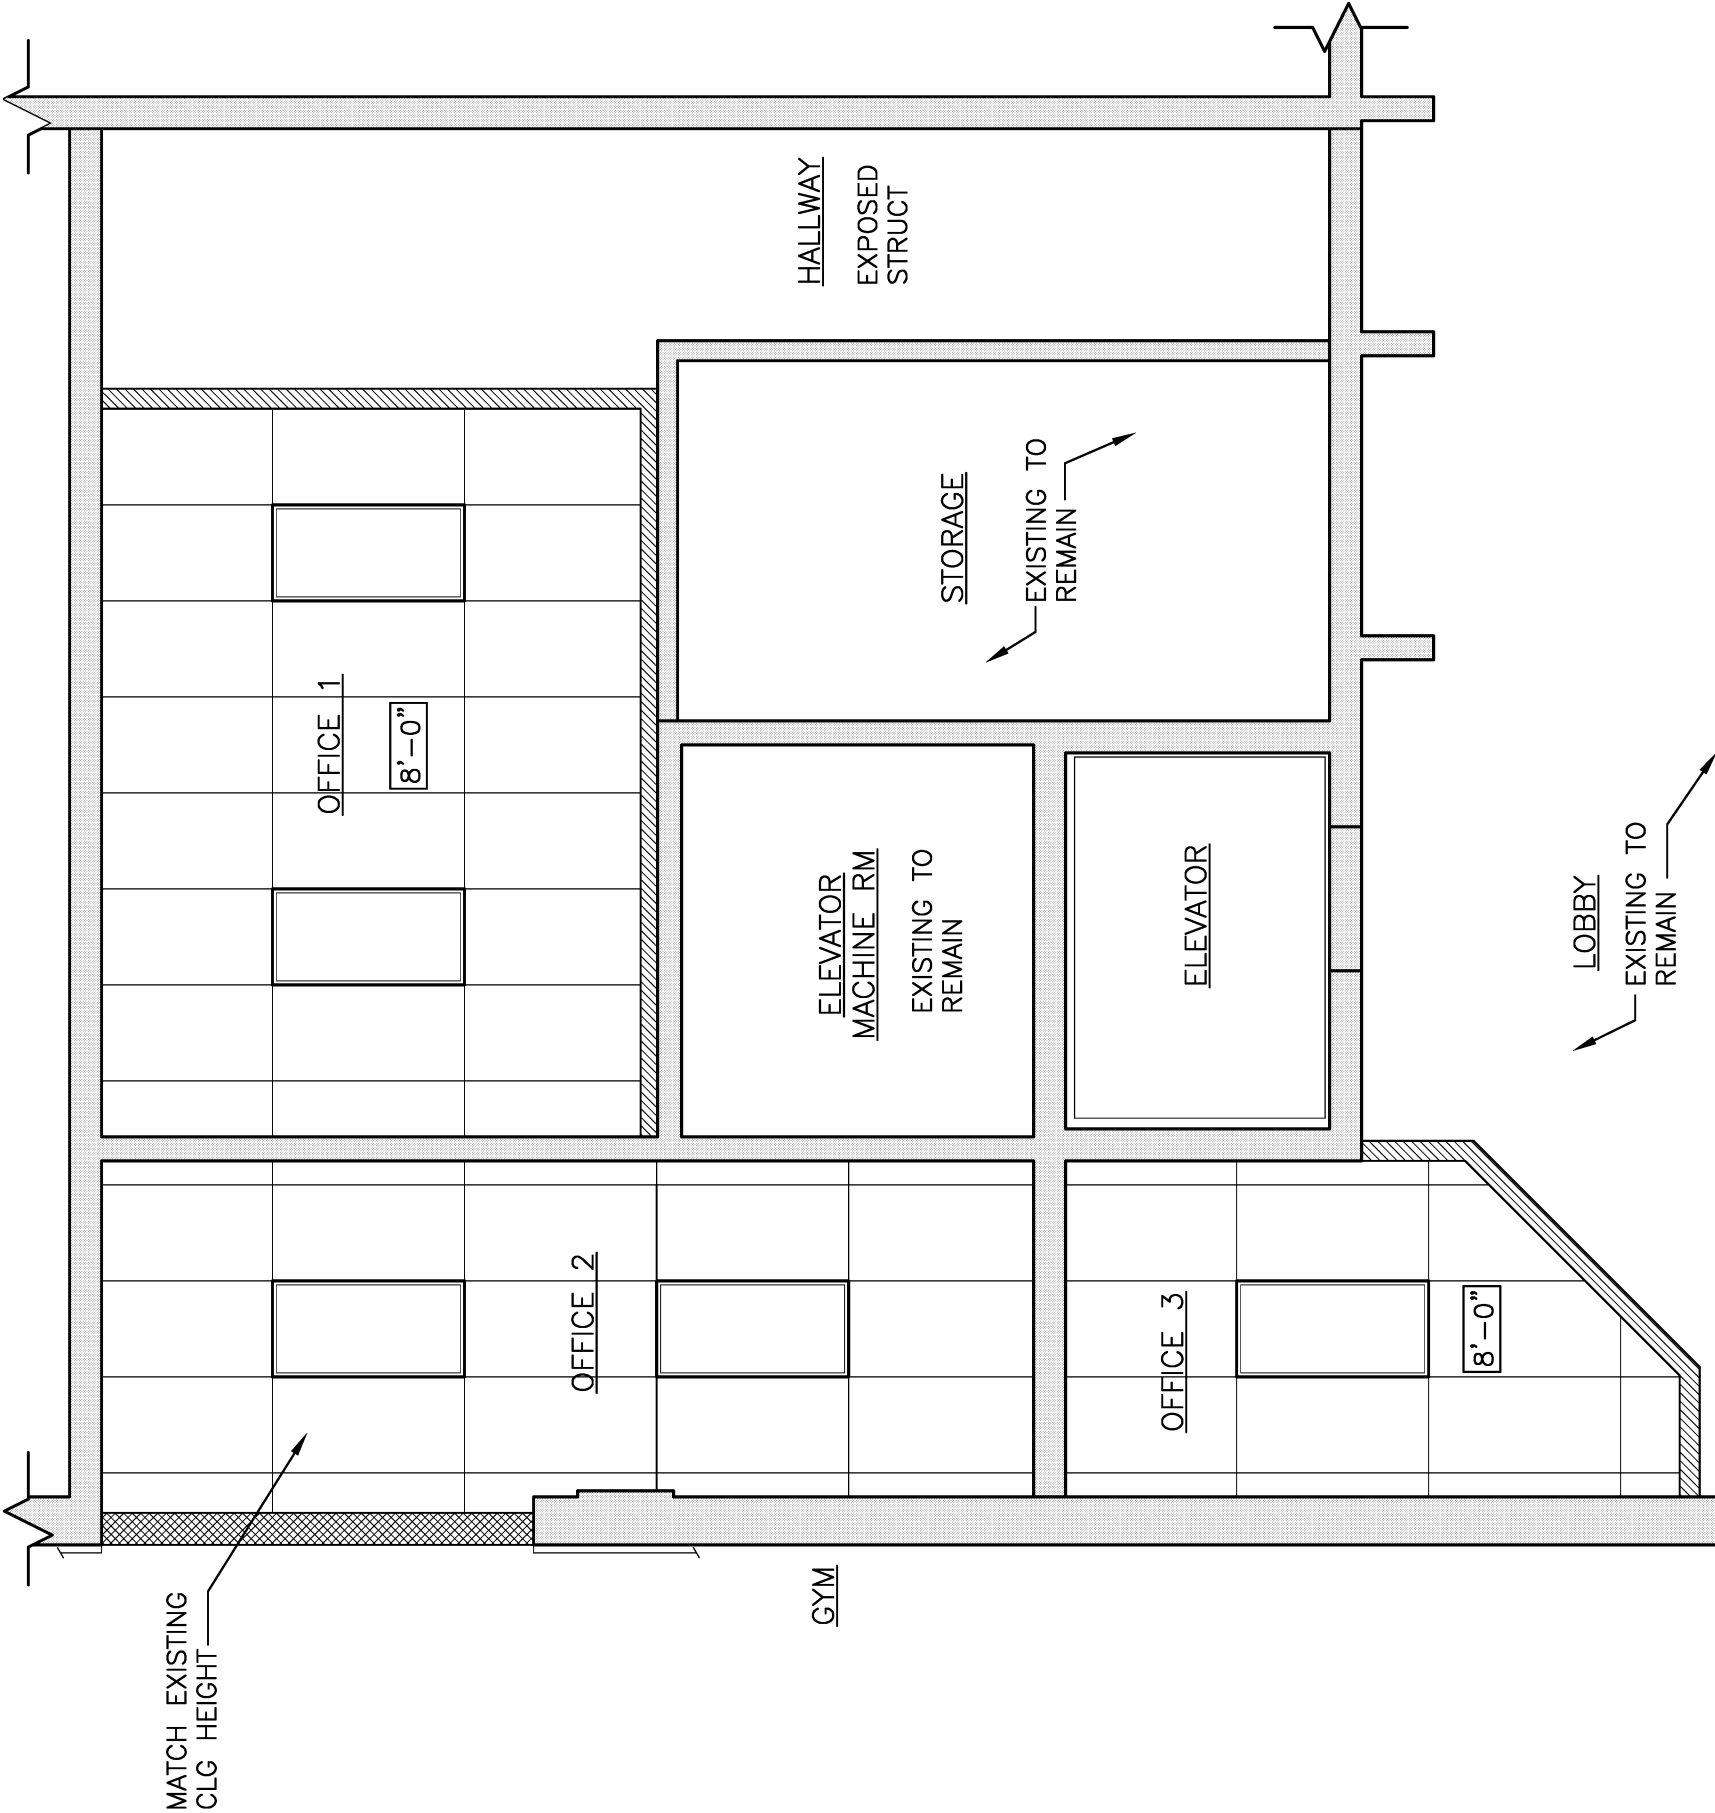 MATCH EXISTING
CLG HEIGHT
OFFICE 1
8'-0"
OFFICE 2
GYM
HALLWAY
EXPOSED
STRUCT
ELEVATOR
MACHINE RM
EXISTING TO
REMAIN
STORAGE
EXISTING TO
REMAIN
OFFICE 3
ELEVATOR
8'-0"
LOBBY
EXISTING TO
REMAIN